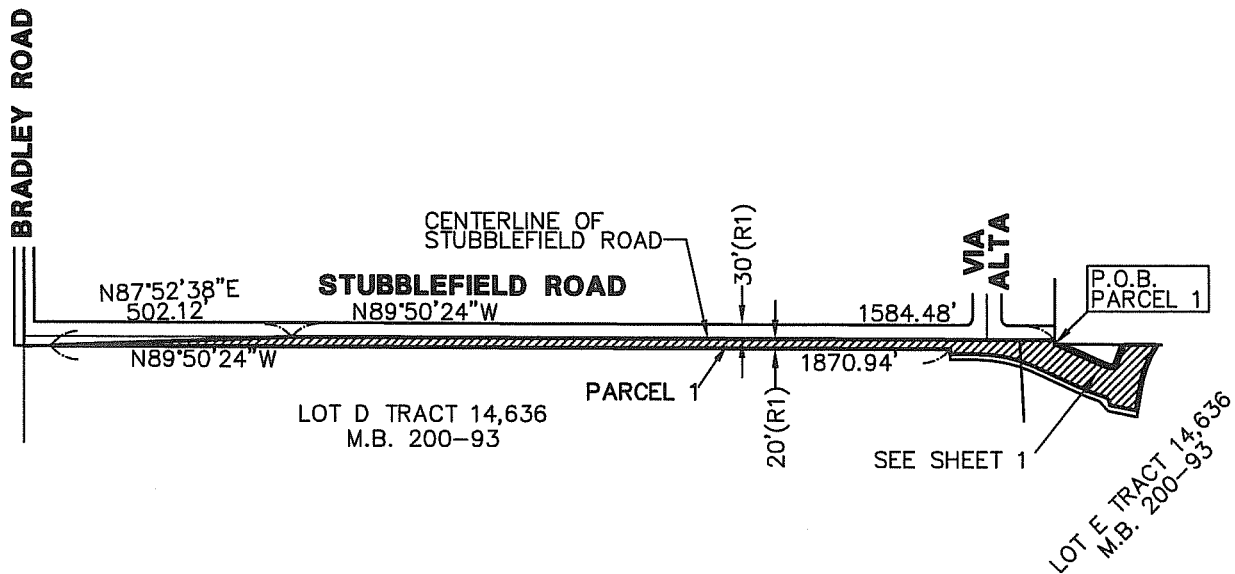 BRADLEY ROAD
CENTERLINE OF
STUBBLEFIELD ROAD
30'(R1)
VIA
ALTA
P.O.B.
PARCEL 1
N87°52'38"E
502.12'
STUBBLEFIELD ROAD
N89°50'24"W
1584.48'
N89°50'24"W
1870.94'
PARCEL 1
20'(R1)
LOT D TRACT 14,636
M.B. 200-93
SEE SHEET 1
LOT E TRACT 14,636
M.B. 200-93